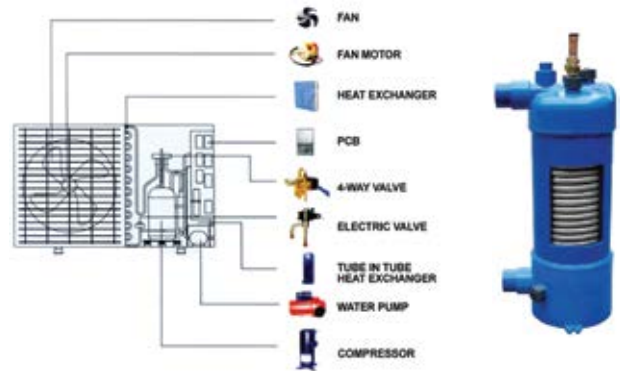 FAN
FAN MOTOR
HEAT EXCHANGER
PCB
4-WAY VALVE
ELECTRIC VALVE
TUBE IN TUBE
HEAT EXCHANGER
WATER PUMP
COMPRESSOR